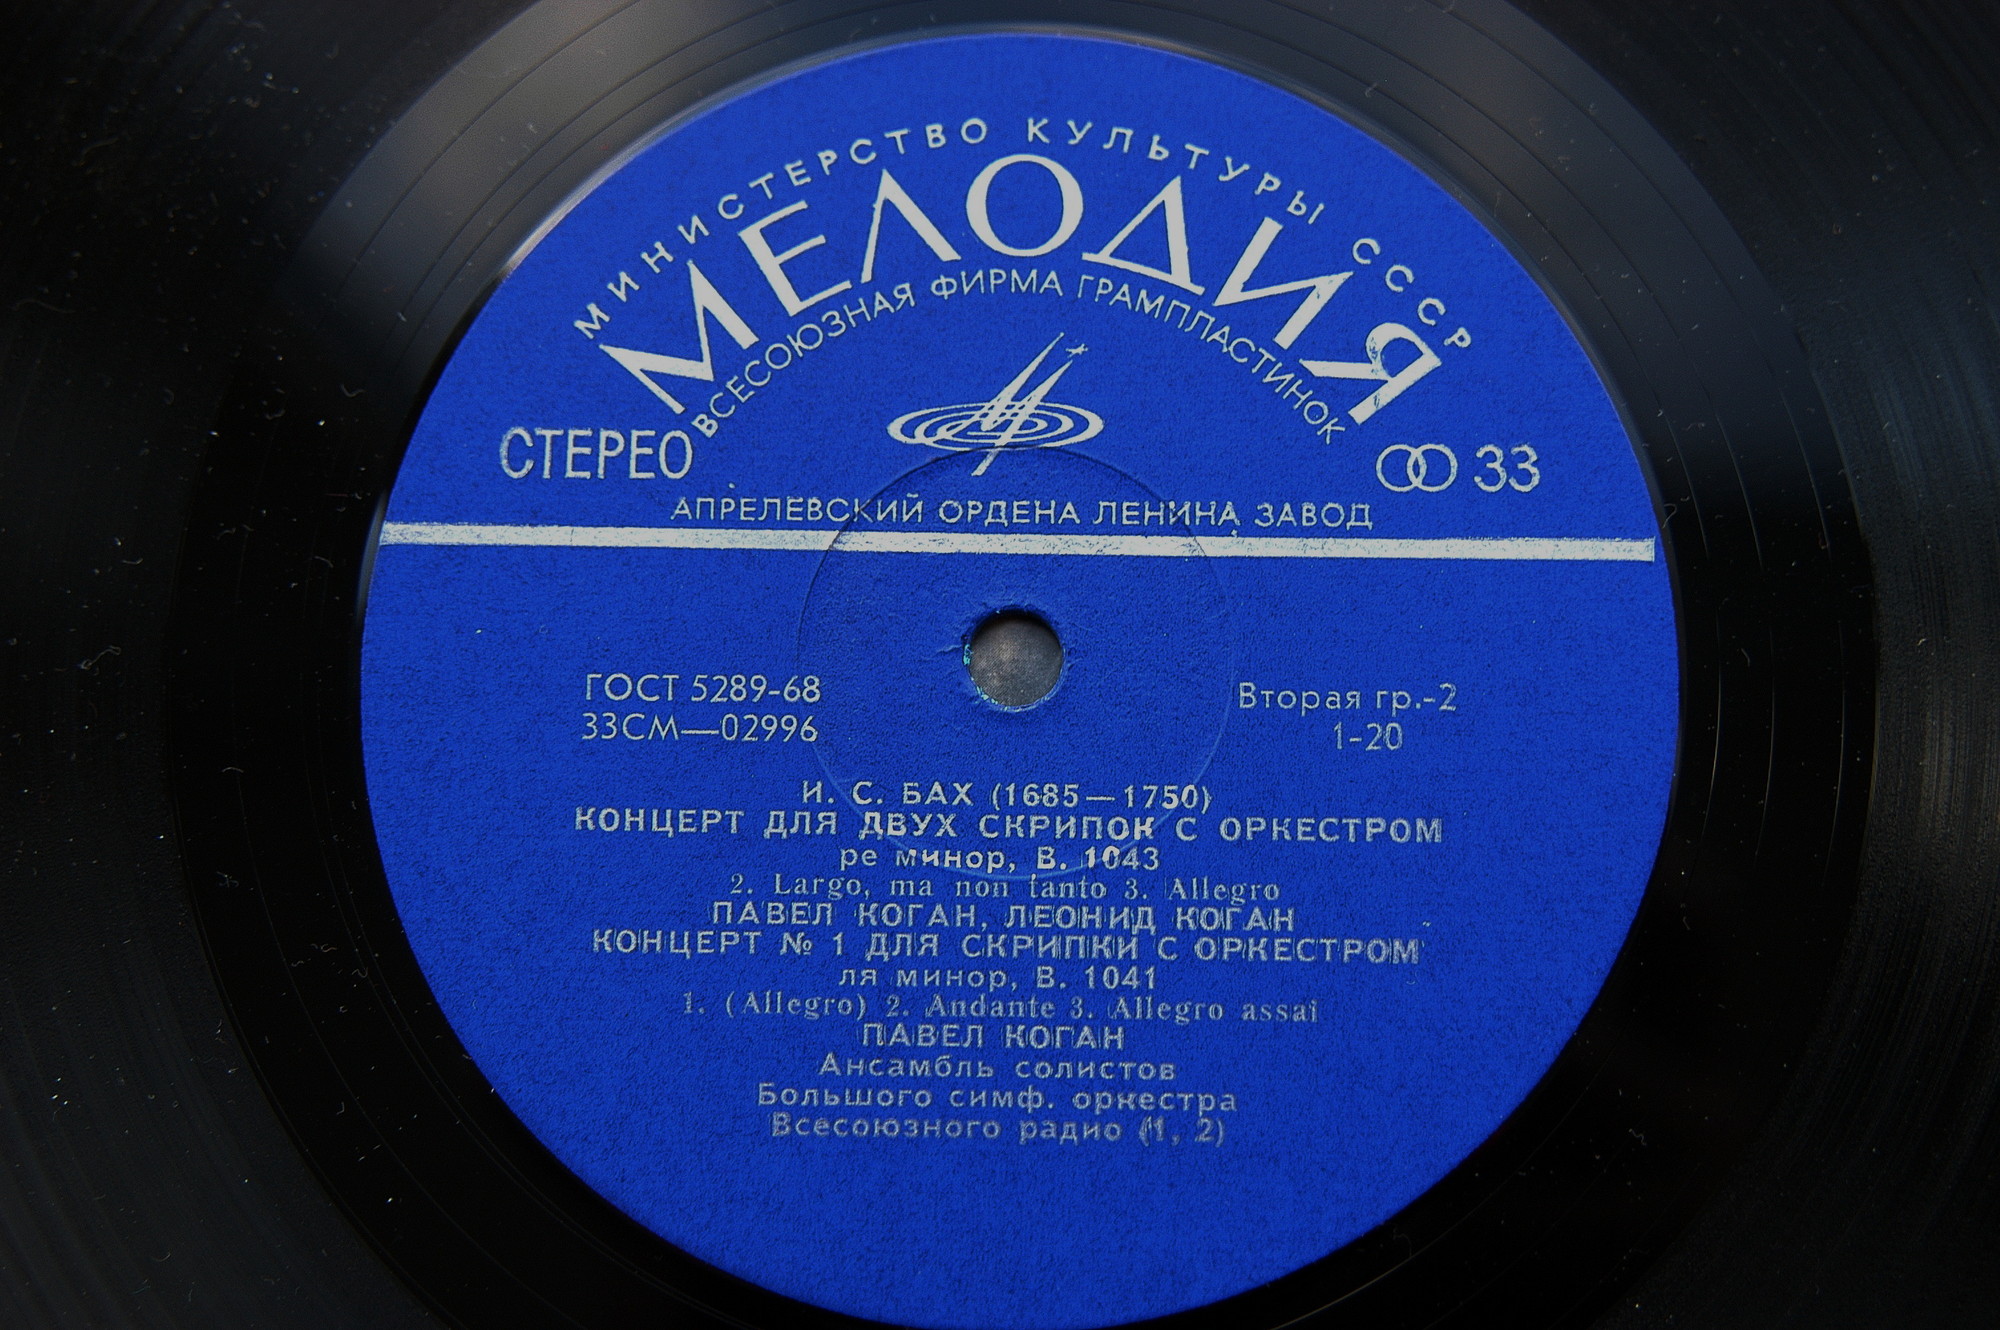 МИНИСТЕРСТВО КУЛЬТУРЫ СССР
МЕЛОДИЯ
ВСЕСОЮЗНАЯ ФИРМА ГРАМПЛАСТИНОК
СТЕРЕО
33
АПРЕЛЕВСКИЙ ОРДЕНА ЛЕНИНА ЗАВОД
ГОСТ 5289-68
33СМ—02996
Вторая гр.-2
1-20
И. С. БАХ (1685—1750)
КОНЦЕРТ ДЛЯ ДВУХ СКРИПОК С ОРКЕСТРОМ
ре минор, В. 1043
2. Largo, ma non tanto 3. Allegro
ПАВЕЛ КОГАН, ЛЕОНИД КОГАН
КОНЦЕРТ № 1 ДЛЯ СКРИПКИ С ОРКЕСТРОМ
ля минор, В. 1041
1. (Allegro) 2. Andante 3. Allegro assai
ПАВЕЛ КОГАН
Ансамбль солистов
Большого симф. оркестра
Всесоюзного радио (1, 2)